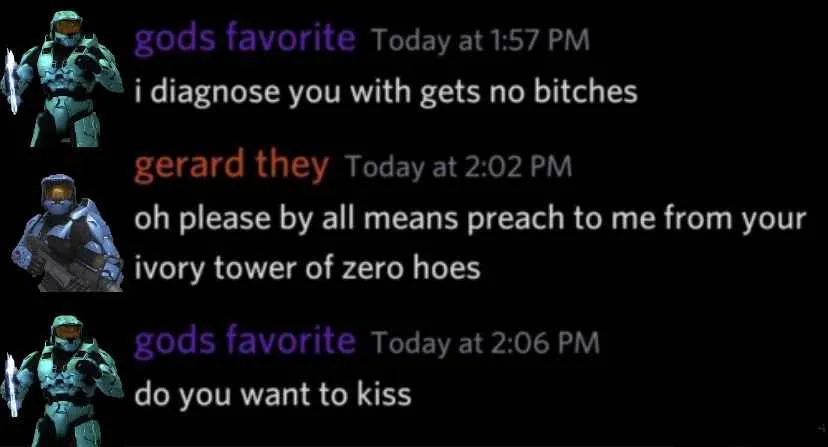 gods favorite Today at 1:57 PM
i diagnose you with gets no bitches
gerard they Today at 2:02 PM
oh please by all means preach to me from your
ivory tower of zero hoes
gods favorite Today at 2:06 PM
do you want to kiss